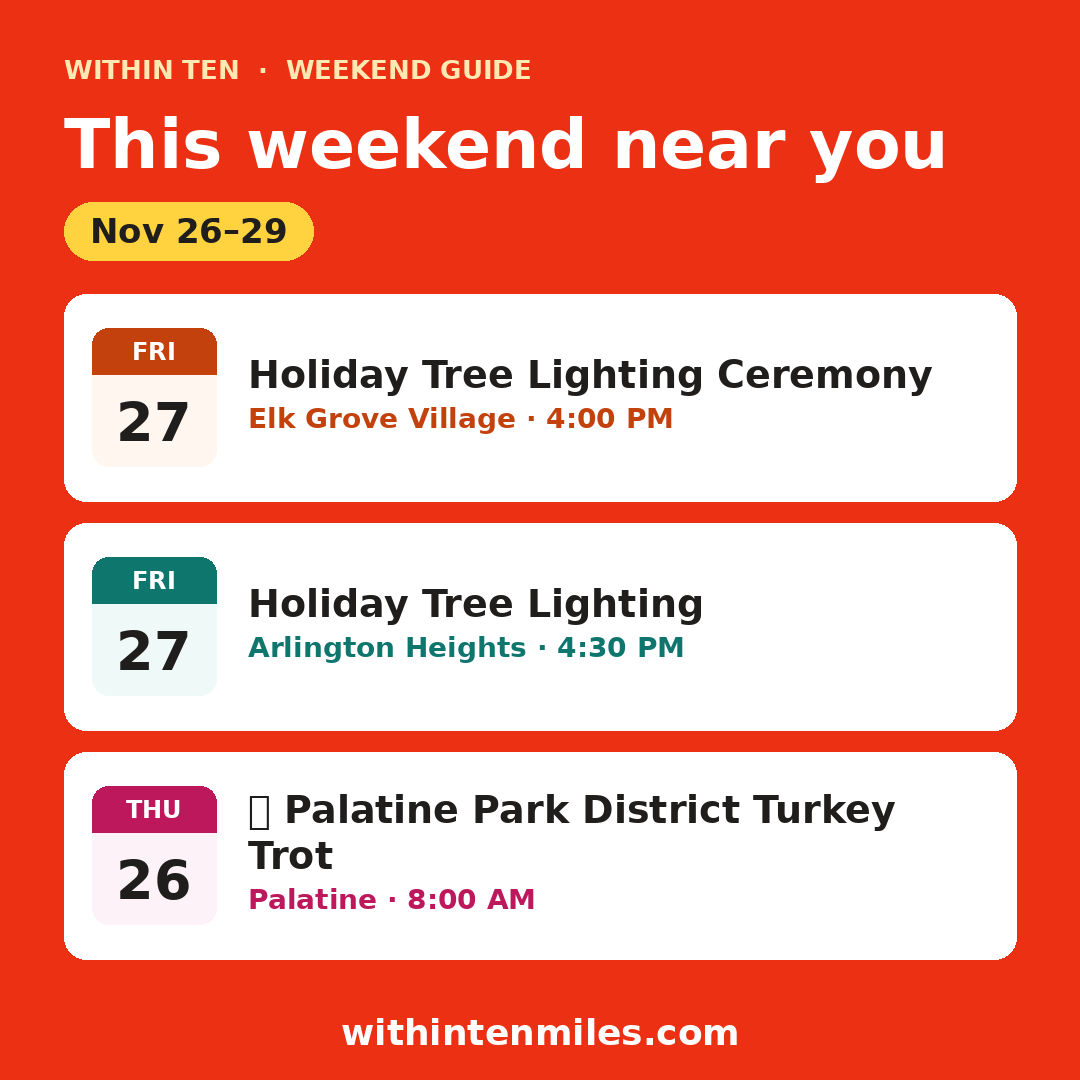 WITHIN TEN · WEEKEND GUIDE
This weekend near you
Nov 26–29
FRI
27
Holiday Tree Lighting Ceremony
Elk Grove Village · 4:00 PM
FRI
27
Holiday Tree Lighting
Arlington Heights · 4:30 PM
THU
26
Palatine Park District Turkey
Trot
Palatine · 8:00 AM
withintenmiles.com